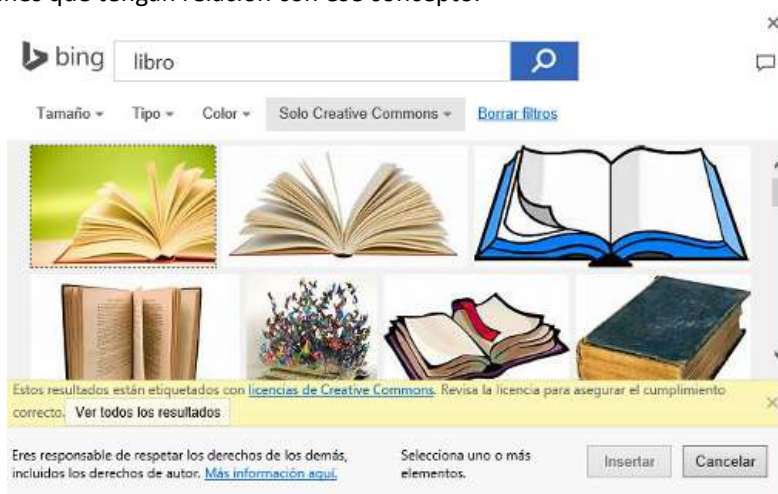 nes que tengan relación con ese concepto.
bing
libro
Tamaño Tipo Color Solo Creative Commons Borrar filtros
Estos resultados están etiquetados con licencias de Creative Commons. Revisa la licencia para asegurar el cumplimiento
correcto. Ver todos los resultados
Eres responsable de respetar los derechos de los demás,
incluidos los derechos de autor. Más información aquí.
Selecciona uno o más
elementos.
Insertar Cancelar